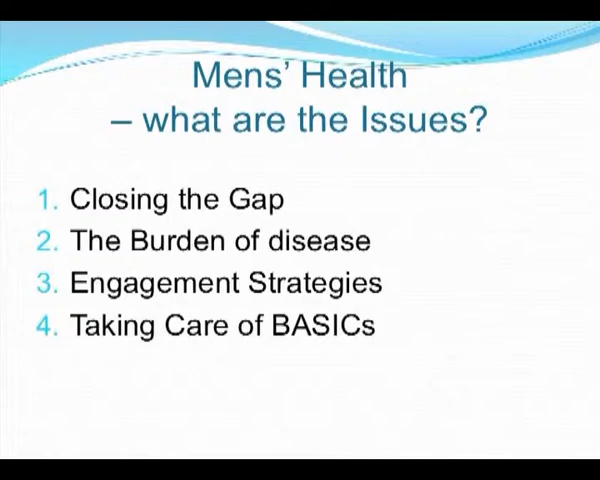 Mens’ Health
– what are the Issues?
1. Closing the Gap
2. The Burden of disease
3. Engagement Strategies
4. Taking Care of BASICs